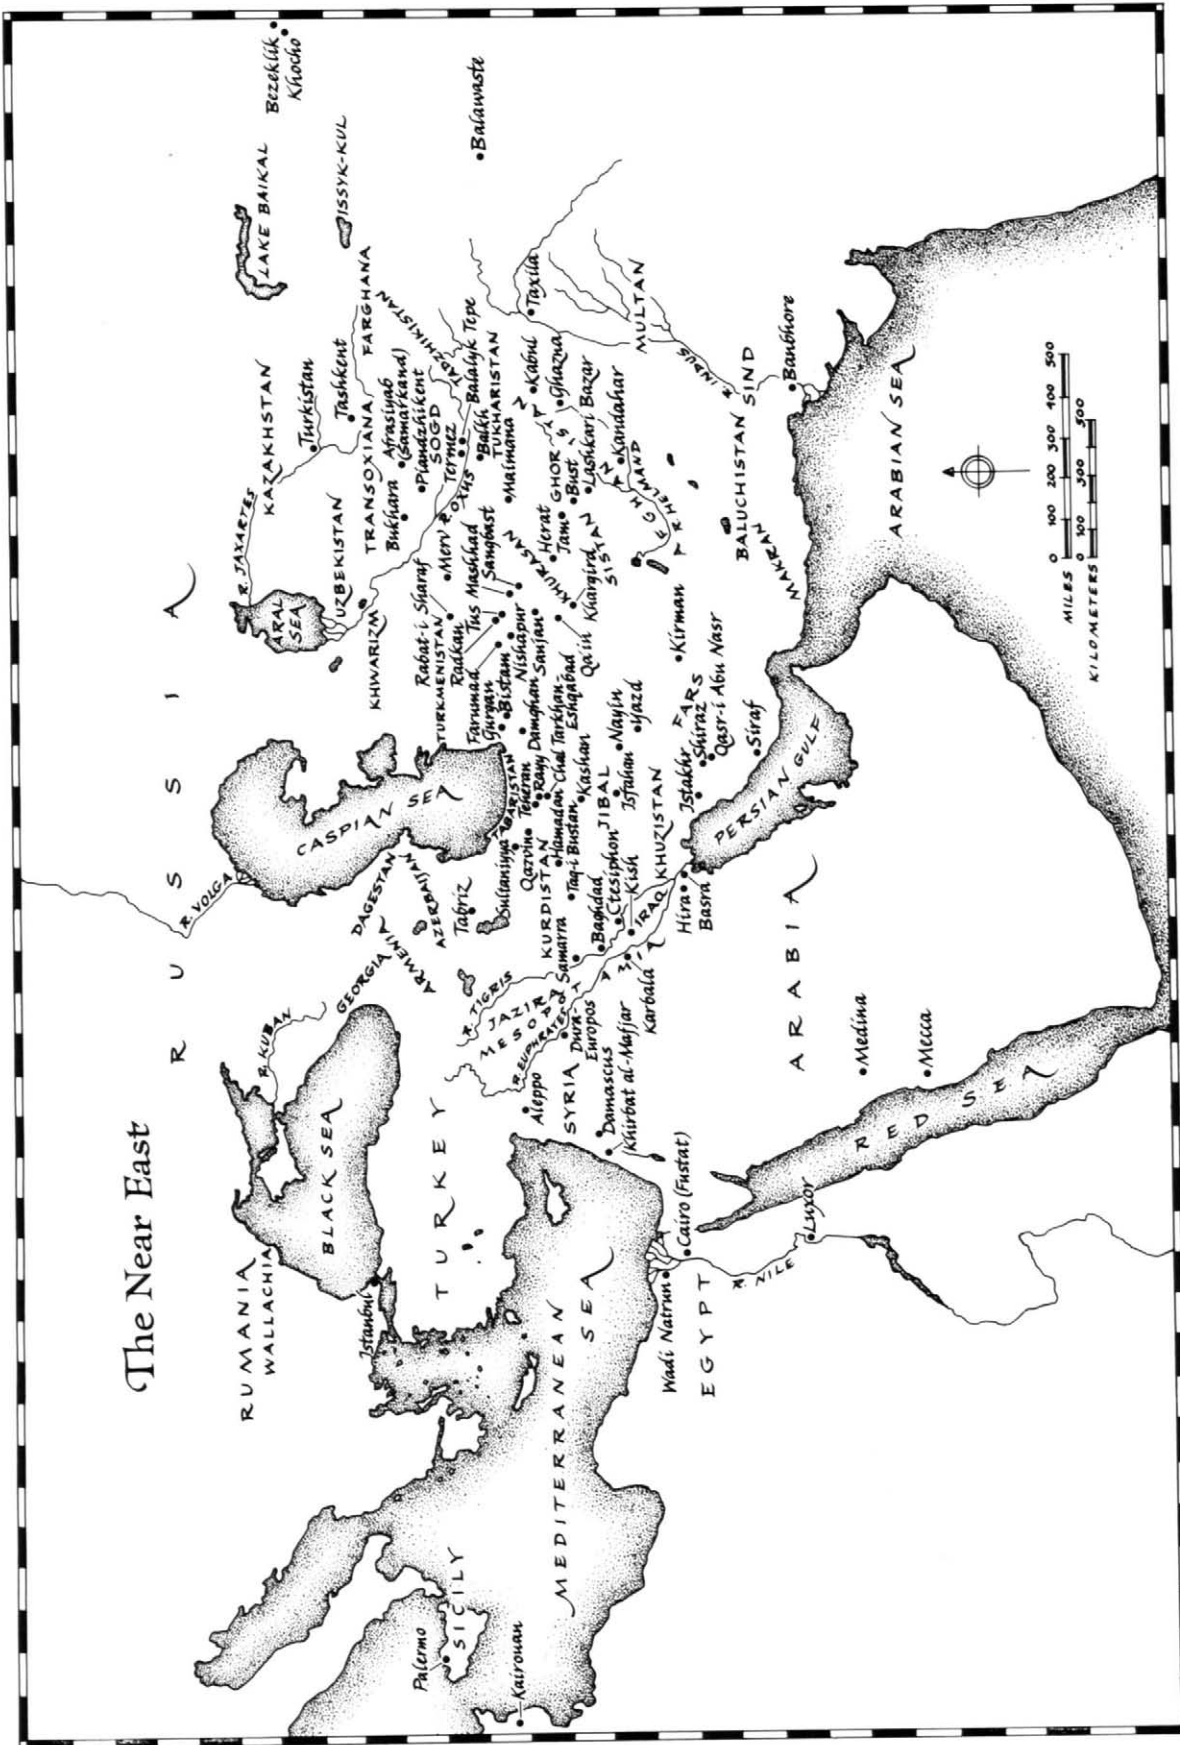 The Near East
R U S S I A
RUMANIA
WALLACHIA
BLACK SEA
R. KUBAN
R. VOLGA
GEORGIA
DAGESTAN
ARMENIA
AZERBAIJAN
CASPIAN SEA
ARAL
SEA
R. JAXARTES
KAZAKHSTAN
UZBEKISTAN
KHWARIZM
TRANSOXIANA
FARGHANA
TADZHIKISTAN
LAKE BAIKAL
ISSYK-KUL
Bezeklik
Khocho
Balawaste
Turkistan
Tashkent
Afrasiyab
(Samarkand)
Bukhara
Piandzhikent
SOGD
Termez
R. OXUS
Balalyk Tepe
Balkh
TUKHARISTAN
Maimana
Merv
Rabat-i Sharaf
TURKMENISTAN
Radkan
Tus
Mashhad
Sangbast
Farumad
Gurgan
Bistam
Nishapur
Sanjan
KHURASAN
Damghan
Chal Tarkhan-
Eshqabad
Qa'in
Khargird
Herat
Jam
GHOR
Bust
Lashkari Bazar
Kandahar
Kabul
Ghazna
AFGHANISTAN
Taxila
MULTAN
R. INDUS
SIND
Banbhore
BALUCHISTAN
MAKRAN
R. HELMAND
SISTAN
Kirman
FARS
Shiraz
Qasr-i Abu Nasr
Istakhr
Siraf
Yazd
Nayin
Isfahan
JIBAL
Kashan
Rayy
Teheran
TABARISTAN
Qazvin
Sultaniyya
Hamadan
Taq-i Bustan
KURDISTAN
Tabriz
KHUZISTAN
Ctesiphon
Kish
Baghdad
IRAQ
Samarra
Hira
Basra
Karbala
R. TIGRIS
JAZIRA
MESOPOTAMIA
R. EUPHRATES
Dura-
Europos
Aleppo
SYRIA
Damascus
Khirbat al-Mafjar
TURKEY
Istanbul
MEDITERRANEAN
SEA
SICILY
Palermo
Kairouan
Wadi Natrun
Cairo (Fustat)
EGYPT
R. NILE
Luxor
RED SEA
ARABIA
Medina
Mecca
PERSIAN GULF
ARABIAN SEA
0 100 200 300 400 500
MILES
0 100 300 500
KILOMETERS